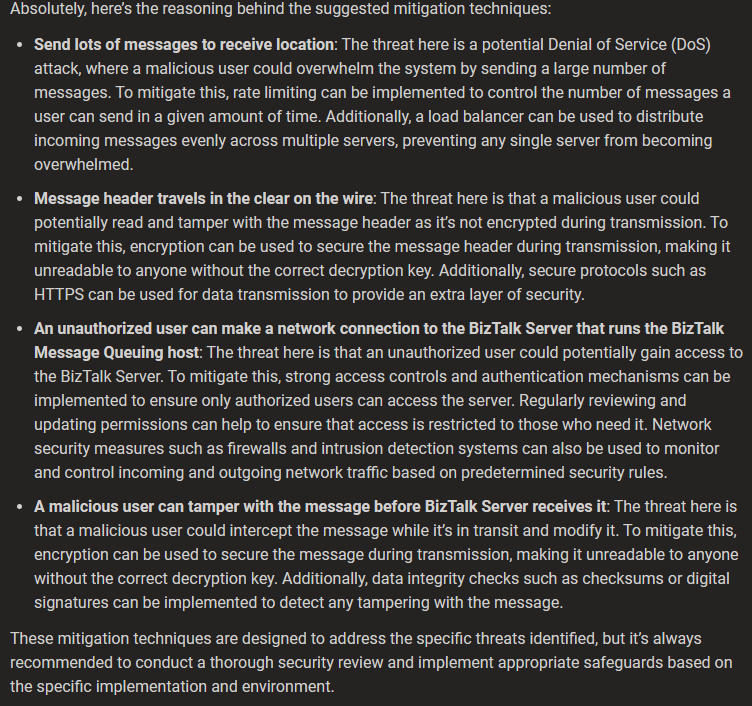 Absolutely, here's the reasoning behind the suggested mitigation techniques:
• Send lots of messages to receive location: The threat here is a potential Denial of Service (DoS)
attack, where a malicious user could overwhelm the system by sending a large number of
messages. To mitigate this, rate limiting can be implemented to control the number of messages a
user can send in a given amount of time. Additionally, a load balancer can be used to distribute
incoming messages evenly across multiple servers, preventing any single server from becoming
overwhelmed.
• Message header travels in the clear on the wire: The threat here is that a malicious user could
potentially read and tamper with the message header as it's not encrypted during transmission. To
mitigate this, encryption can be used to secure the message header during transmission, making it
unreadable to anyone without the correct decryption key. Additionally, secure protocols such as
HTTPS can be used for data transmission to provide an extra layer of security.
• An unauthorized user can make a network connection to the BizTalk Server that runs the BizTalk
Message Queuing host: The threat here is that an unauthorized user could potentially gain access to
the BizTalk Server. To mitigate this, strong access controls and authentication mechanisms can be
implemented to ensure only authorized users can access the server. Regularly reviewing and
updating permissions can help to ensure that access is restricted to those who need it. Network
security measures such as firewalls and intrusion detection systems can also be used to monitor
and control incoming and outgoing network traffic based on predetermined security rules.
• A malicious user can tamper with the message before BizTalk Server receives it: The threat here is
that a malicious user could intercept the message while it's in transit and modify it. To mitigate this,
encryption can be used to secure the message during transmission, making it unreadable to anyone
without the correct decryption key. Additionally, data integrity checks such as checksums or digital
signatures can be implemented to detect any tampering with the message.
These mitigation techniques are designed to address the specific threats identified, but it's always
recommended to conduct a thorough security review and implement appropriate safeguards based on
the specific implementation and environment.